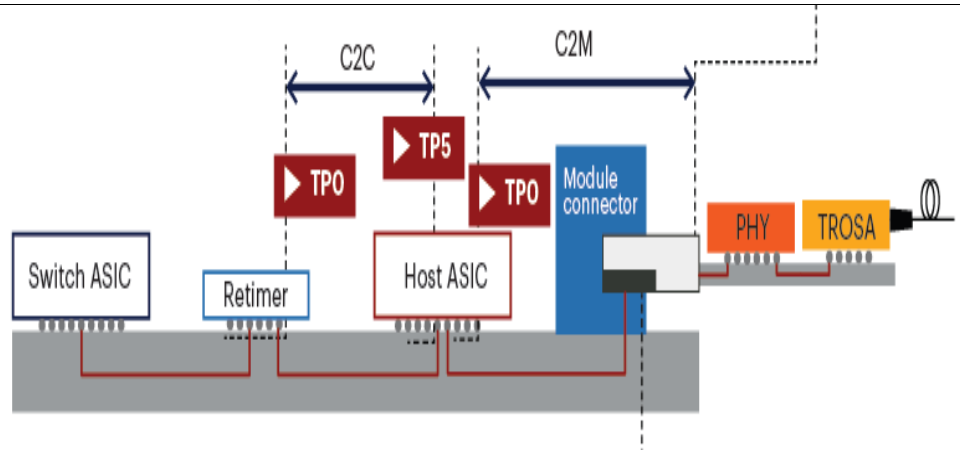 C2C
C2M
TP5
TP0
TP0
Module
connector
PHY
TROSA
Switch ASIC
Retimer
Host ASIC